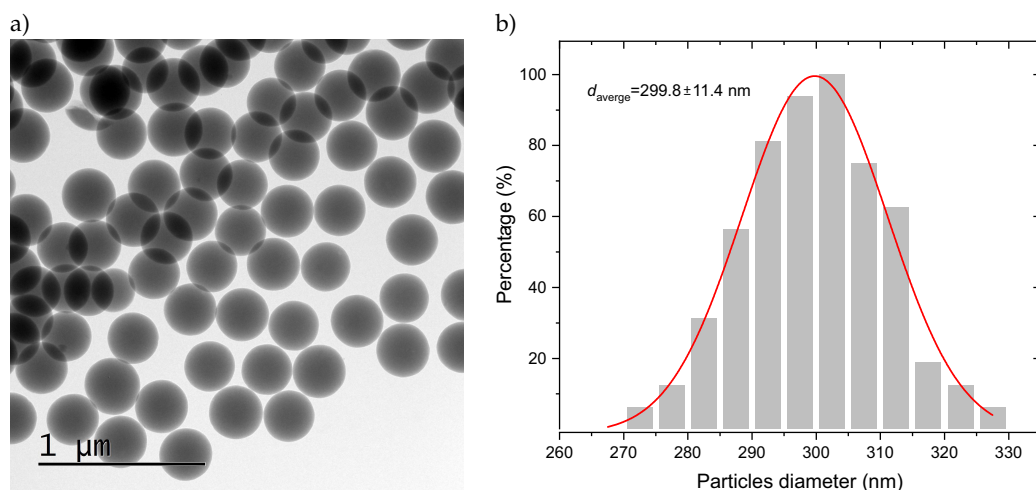 a)
1 μm
b)
Percentage (%)
100
80
60
40
20
d averge=299.8±11.4 nm
260 270 280 290 300 310 320 330
Particles diameter (nm)